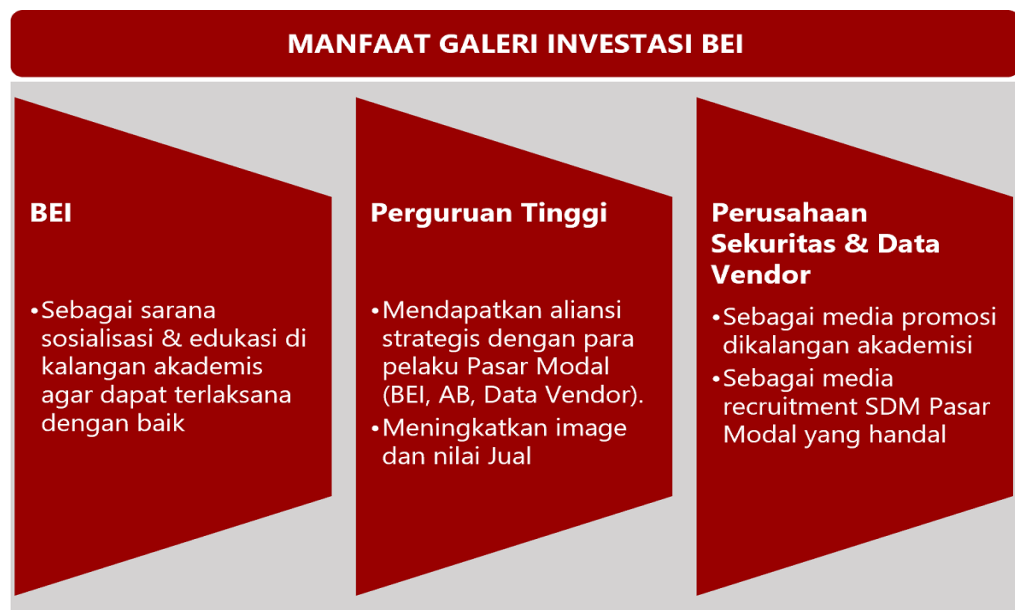 MANFAAT GALERI INVESTASI BEI
BEI
•Sebagai sarana
sosialisasi & edukasi di
kalangan akademis
agar dapat terlaksana
dengan baik
Perguruan Tinggi
•Mendapatkan aliansi
strategis dengan para
pelaku Pasar Modal
(BEI, AB, Data Vendor).
•Meningkatkan image
dan nilai Jual
Perusahaan
Sekuritas & Data
Vendor
•Sebagai media promosi
dikalangan akademisi
•Sebagai media
recruitment SDM Pasar
Modal yang handal